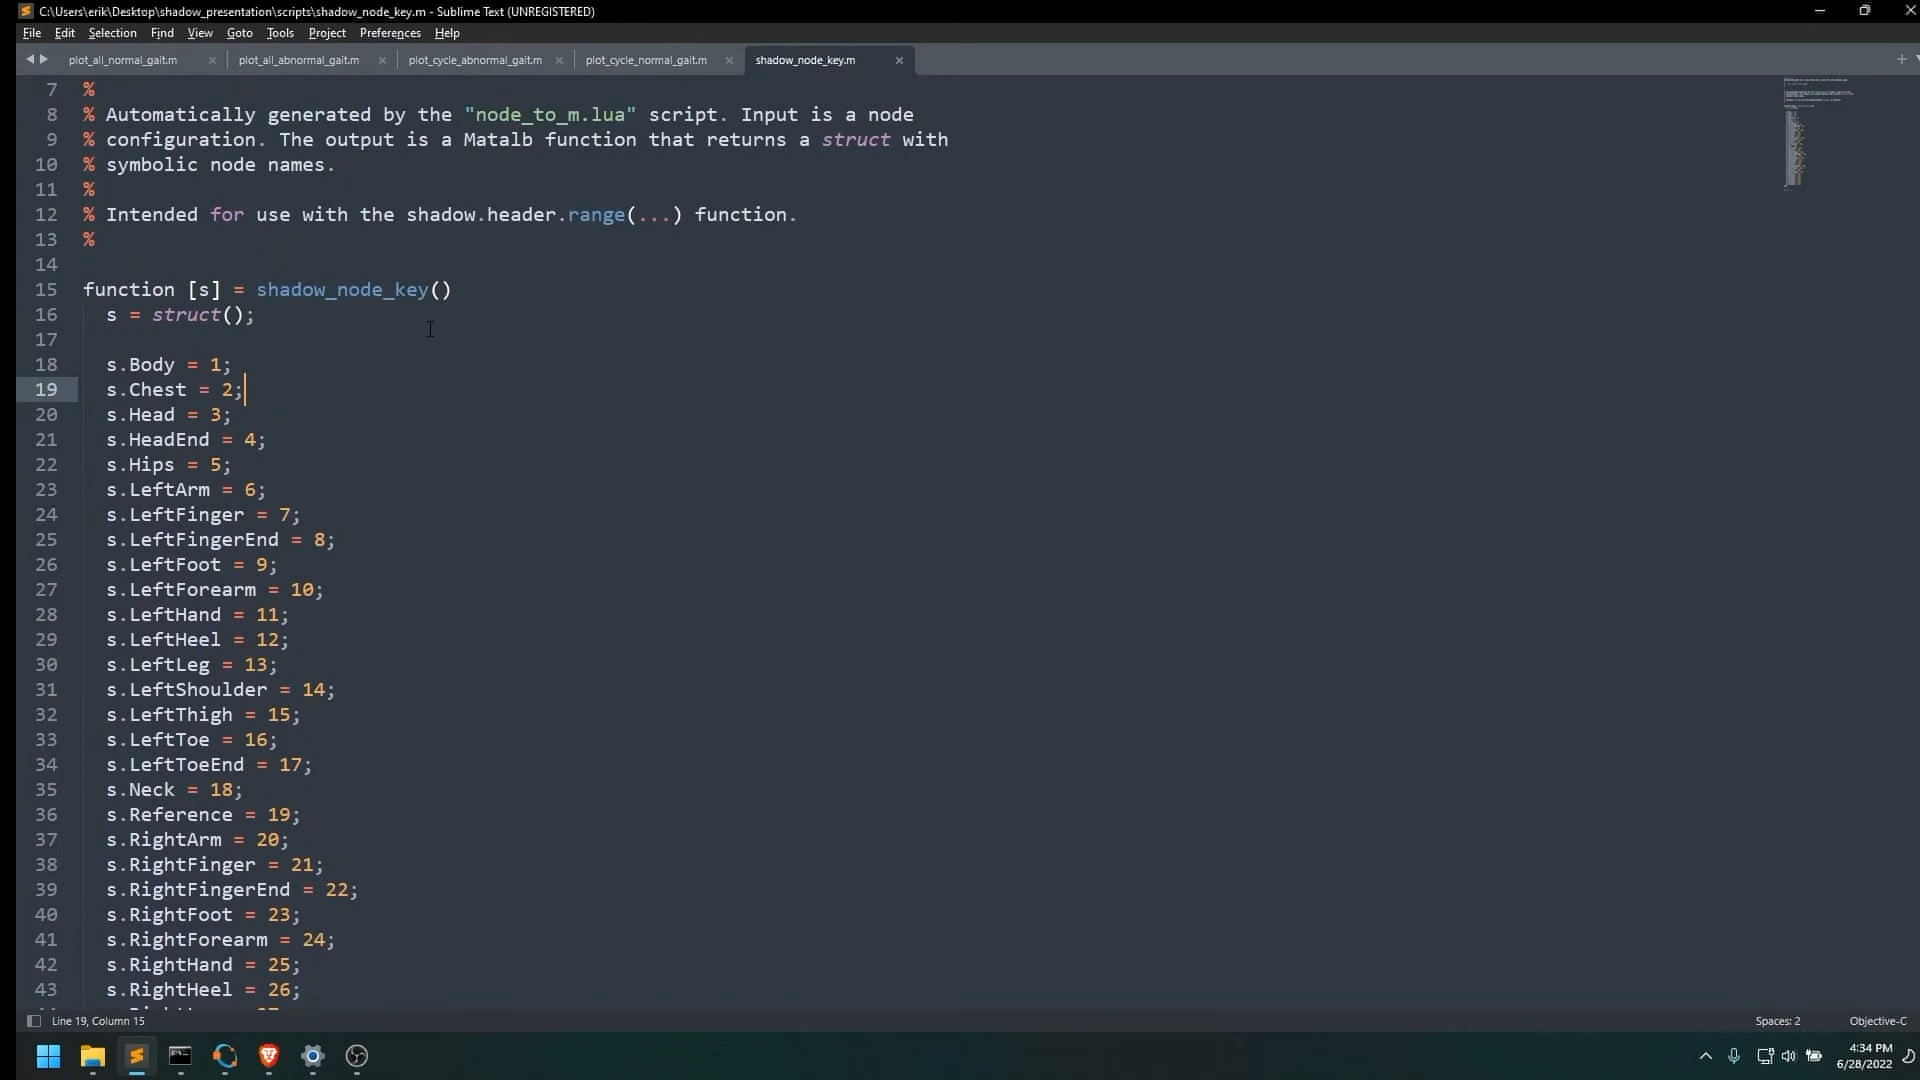 C:\Users\erik\Desktop\shadow_presentation\scripts\shadow_node_key.m - Sublime Text (UNREGISTERED)
File Edit Selection Find View Goto Tools Project Preferences Help
plot_all_normal_gait.m plot_all_abnormal_gait.m plot_cycle_abnormal_gait.m plot_cycle_normal_gait.m shadow_node_key.m
7 %
8 % Automatically generated by the "node_to_m.lua" script. Input is a node
9 % configuration. The output is a Matalb function that returns a struct with
10 % symbolic node names.
11 %
12 % Intended for use with the shadow.header.range(...) function.
13 %
14
15 function [s] = shadow_node_key()
16 s = struct();
17
18 s.Body = 1;
19 s.Chest = 2;
20 s.Head = 3;
21 s.HeadEnd = 4;
22 s.Hips = 5;
23 s.LeftArm = 6;
24 s.LeftFinger = 7;
25 s.LeftFingerEnd = 8;
26 s.LeftFoot = 9;
27 s.LeftForearm = 10;
28 s.LeftHand = 11;
29 s.LeftHeel = 12;
30 s.LeftLeg = 13;
31 s.LeftShoulder = 14;
32 s.LeftThigh = 15;
33 s.LeftToe = 16;
34 s.LeftToeEnd = 17;
35 s.Neck = 18;
36 s.Reference = 19;
37 s.RightArm = 20;
38 s.RightFinger = 21;
39 s.RightFingerEnd = 22;
40 s.RightFoot = 23;
41 s.RightForearm = 24;
42 s.RightHand = 25;
43 s.RightHeel = 26;
Line 19, Column 15 Spaces: 2 Objective-C
4:34 PM
6/28/2022